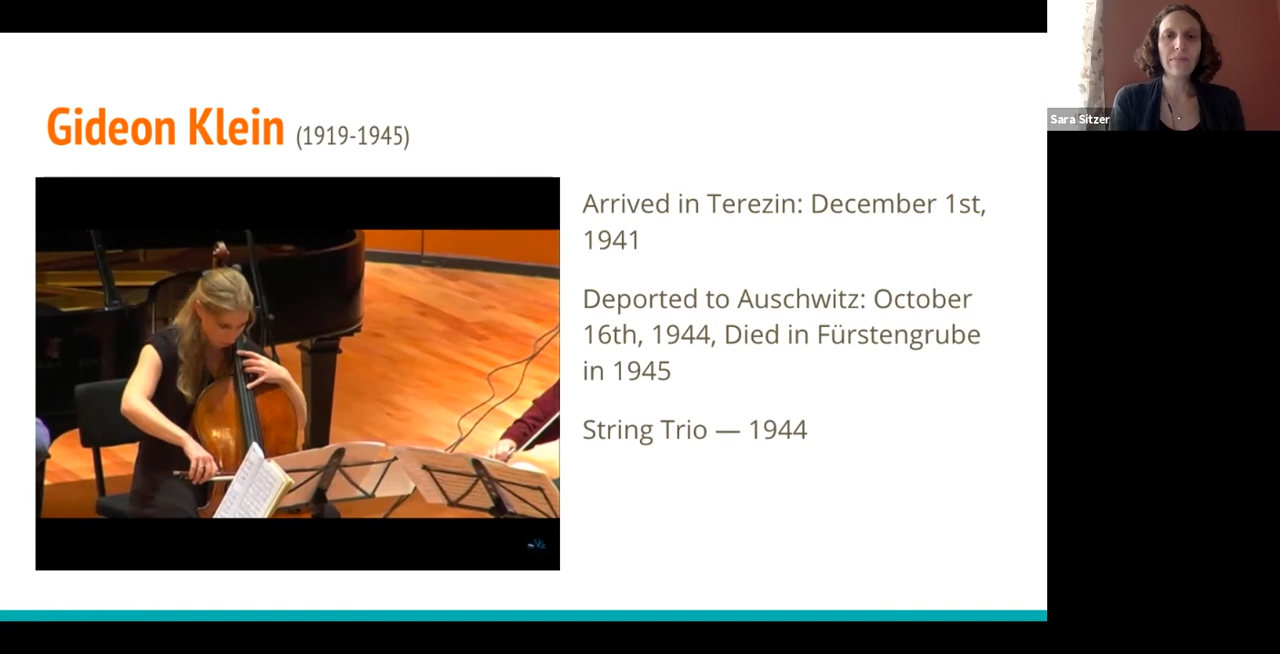 Gideon Klein (1919-1945)
Arrived in Terezin: December 1st,
1941
Deported to Auschwitz: October
16th, 1944, Died in Fürstengrube
in 1945
String Trio — 1944
Sara Sitzer